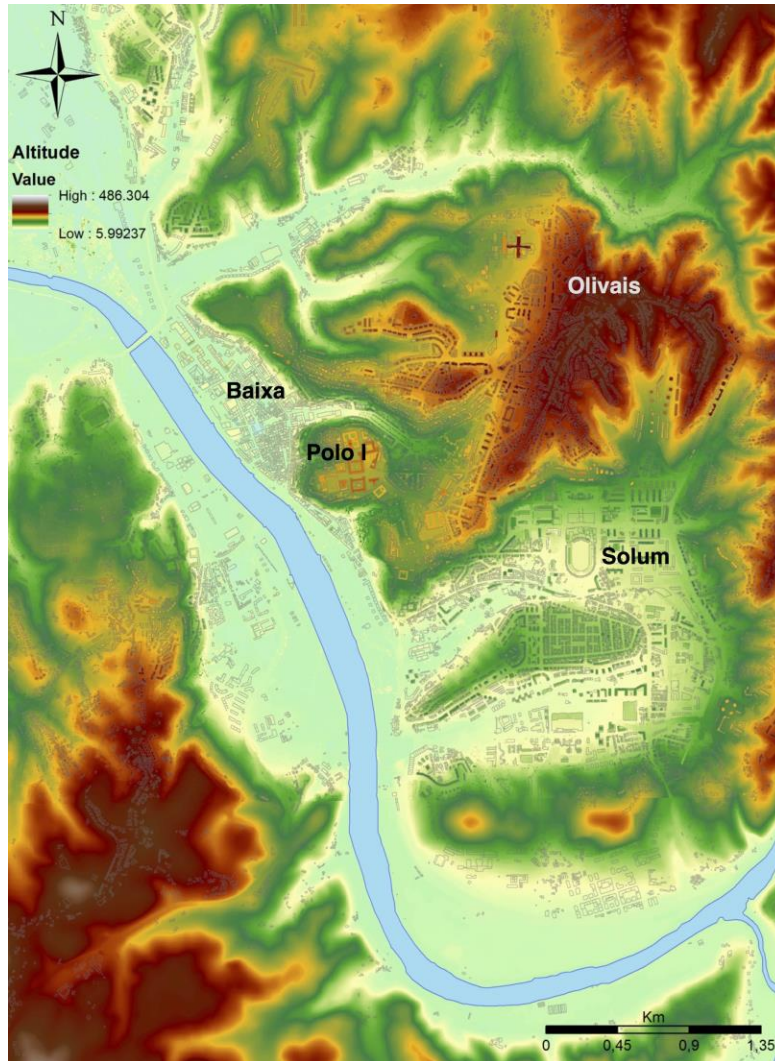 N
Altitude
Value
High : 486.304
Low : 5.99237
Olivais
Baixa
Polo I
Solum
Km
0 0,45 0,9 1,35